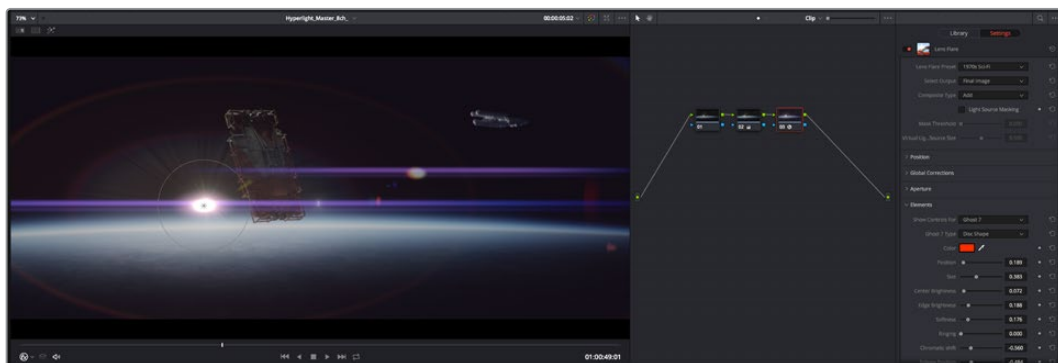 73%
Hyperlight_Master_8ch_
00:00:05:02
Clip
Library
Settings
Lens Flare
Lens Flare Preset
1970s Sci-Fi
Select Output
Final Image
Composite Type
Add
Light Source Masking
Position
Global Corrections
Aperture
Elements
Show Controls For
Ghost 7
Ghost 7 Type
Disc Shape
Color
Position
0.189
Size
0.383
Center Brightness
0.072
Edge Brightness
0.188
Softness
0.176
Ringing
0.000
Chromatic Shift
-0.560
01
02
03
01:00:49:01